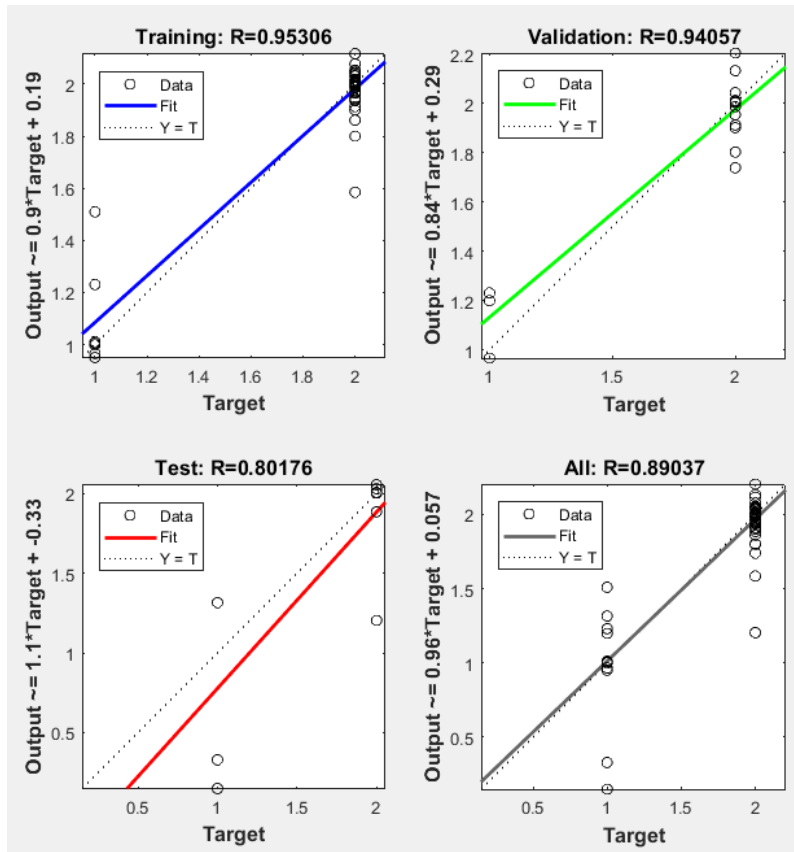 Training: R=0.95306
Output ~= 0.9*Target + 0.19
2
1.8
1.6
1.4
1.2
1
Data
Fit
Y = T
1
1.2
1.4
1.6
1.8
2
Target
Validation: R=0.94057
Output ~= 0.84*Target + 0.29
2.2
2
1.8
1.6
1.4
1.2
1
Data
Fit
Y = T
1
1.5
2
Target
Test: R=0.80176
Output ~= 1.1*Target + -0.33
2
1.5
1
0.5
Data
Fit
Y = T
0.5
1
1.5
2
Target
All: R=0.89037
Output ~= 0.96*Target + 0.057
2
1.5
1
0.5
Data
Fit
Y = T
0.5
1
1.5
2
Target